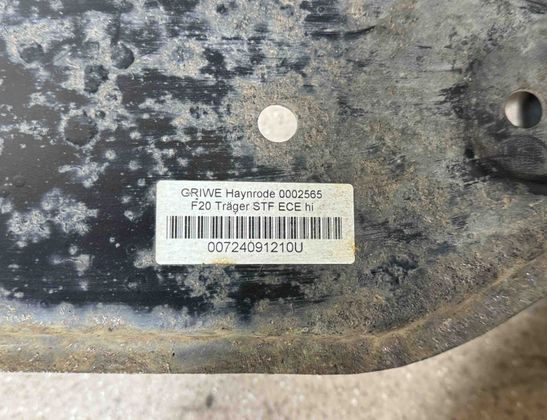 GRIWE Haynrode 0002565
F20 Träger STF ECE hi
00724091210U